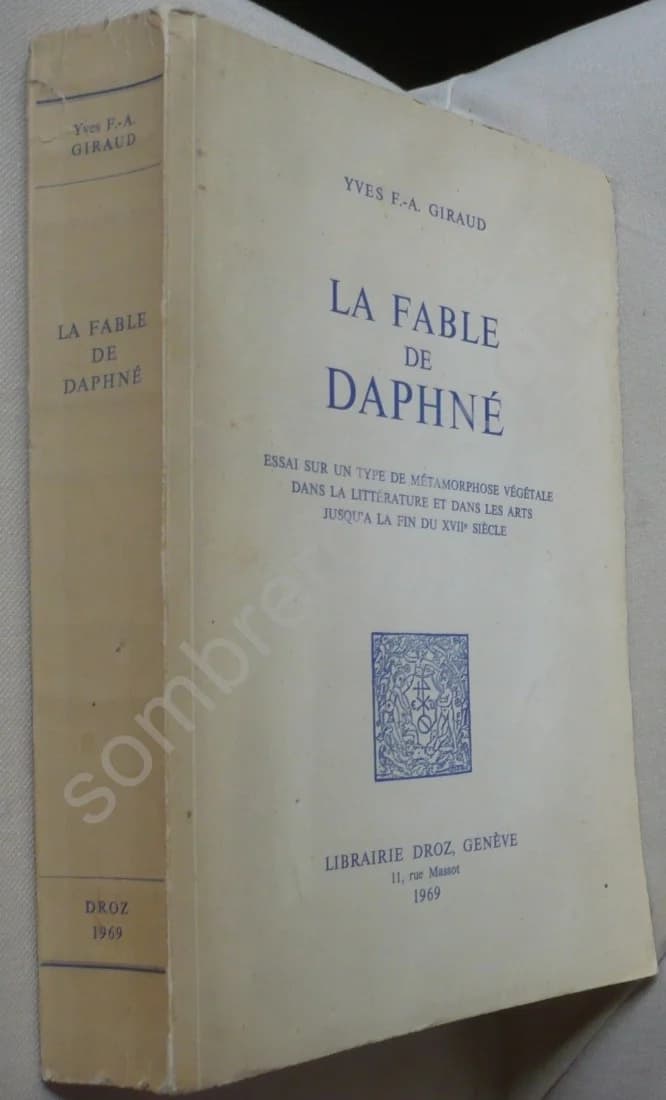 Yves F.-A.
GIRAUD
LA FABLE
DE
DAPHNÉ
DROZ
1969
YVES F.-A. GIRAUD
LA FABLE
DE
DAPHNÉ
ESSAI SUR UN TYPE DE MÉTAMORPHOSE VÉGÉTALE
DANS LA LITTÉRATURE ET DANS LES ARTS
JUSQU'A LA FIN DU XVIIe SIÈCLE
LIBRAIRIE DROZ, GENÈVE
11, rue Massot
1969
sombrer